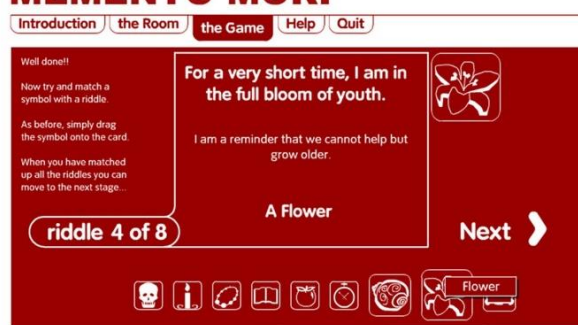 MEMENTO MORI
Introduction
the Room
the Game
Help
Quit
Well done!!
Now try and match a
symbol with a riddle.
As before, simply drag
the symbol onto the card.
When you have matched
up all the riddles you can
move to the next stage...
For a very short time, I am in
the full bloom of youth.
I am a reminder that we cannot help but
grow older.
A Flower
riddle 4 of 8
Next
Flower